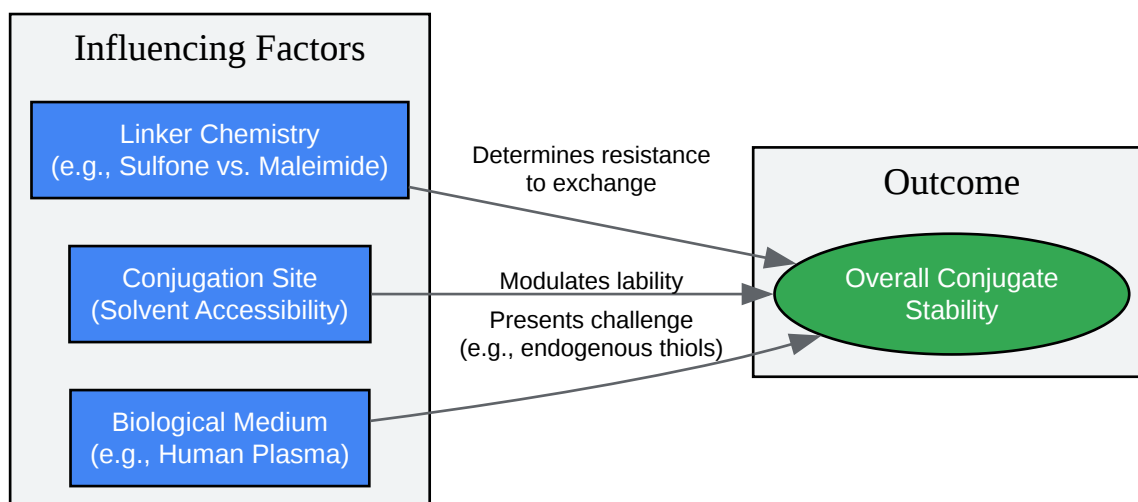 Influencing Factors
Linker Chemistry
(e.g., Sulfone vs. Maleimide)
Conjugation Site
(Solvent Accessibility)
Biological Medium
(e.g., Human Plasma)
Determines resistance
to exchange
Modulates lability
Presents challenge
(e.g., endogenous thiols)
Outcome
Overall Conjugate
Stability